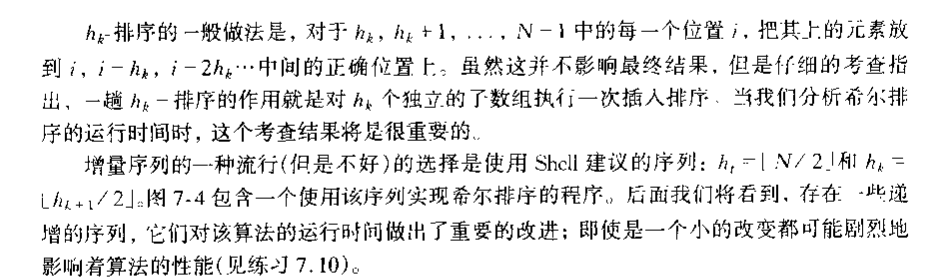 h_k-排序的一般做法是，对于 h_k, h_k + 1, ..., N − 1 中的每一个位置 i，把其上的元素放
到 i, i − h_k, i − 2h_k…中间的正确位置上。虽然这并不影响最终结果，但是仔细的考查指
出，一趟 h_k − 排序的作用就是对 h_k 个独立的子数组执行一次插入排序。当我们分析希尔排
序的运行时间时，这个考查结果将是很重要的。
增量序列的一种流行(但是不好)的选择是使用 Shell 建议的序列：h_t = ⌊N/2⌋和 h_k =
⌊h_{k+1}/2⌋。图 7-4 包含一个使用该序列实现希尔排序的程序。后面我们将看到，存在一些递
增的序列，它们对该算法的运行时间做出了重要的改进；即使是一个小的改变都可能剧烈地
影响着算法的性能(见练习 7.10)。